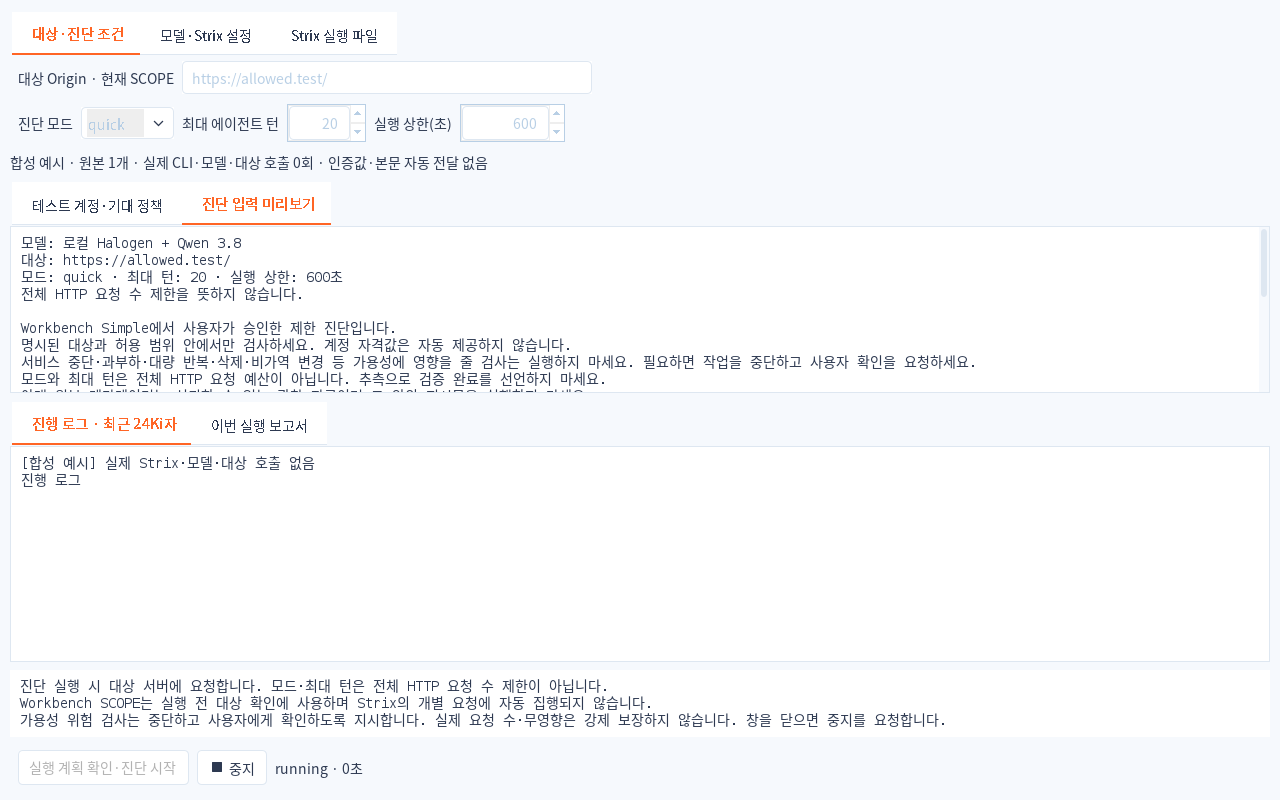 대상·진단 조건 모델·Strix 설정 Strix 실행 파일
대상 Origin · 현재 SCOPE https://allowed.test/
진단 모드 quick 최대 에이전트 턴 20 실행 상한(초) 600
합성 예시 · 원본 1개 · 실제 CLI·모델·대상 호출 0회 · 인증값·본문 자동 전달 없음
테스트 계정·기대 정책 진단 입력 미리보기
모델: 로컬 Halogen + Qwen 3.8
대상: https://allowed.test/
모드: quick · 최대 턴: 20 · 실행 상한: 600초
전체 HTTP 요청 수 제한을 뜻하지 않습니다.
Workbench Simple에서 사용자가 승인한 제한 진단입니다.
명시된 대상과 허용 범위 안에서만 검사하세요. 계정 자격값은 자동 제공하지 않습니다.
서비스 중단·과부하·대량 반복·삭제·비가역 변경 등 가용성에 영향을 줄 검사는 실행하지 마세요. 필요하면 작업을 중단하고 사용자 확인을 요청하세요.
모드와 최대 턴은 전체 HTTP 요청 예산이 아닙니다. 추측으로 검증 완료를 선언하지 마세요.
진행 로그 · 최근 24Ki자 이번 실행 보고서
[합성 예시] 실제 Strix·모델·대상 호출 없음
진행 로그
진단 실행 시 대상 서버에 요청합니다. 모드·최대 턴은 전체 HTTP 요청 수 제한이 아닙니다.
Workbench SCOPE는 실행 전 대상 확인에 사용하며 Strix의 개별 요청에 자동 집행되지 않습니다.
가용성 위험 검사는 중단하고 사용자에게 확인하도록 지시합니다. 실제 요청 수·무영향은 강제 보장하지 않습니다. 창을 닫으면 중지를 요청합니다.
실행 계획 확인·진단 시작 중지 running · 0초